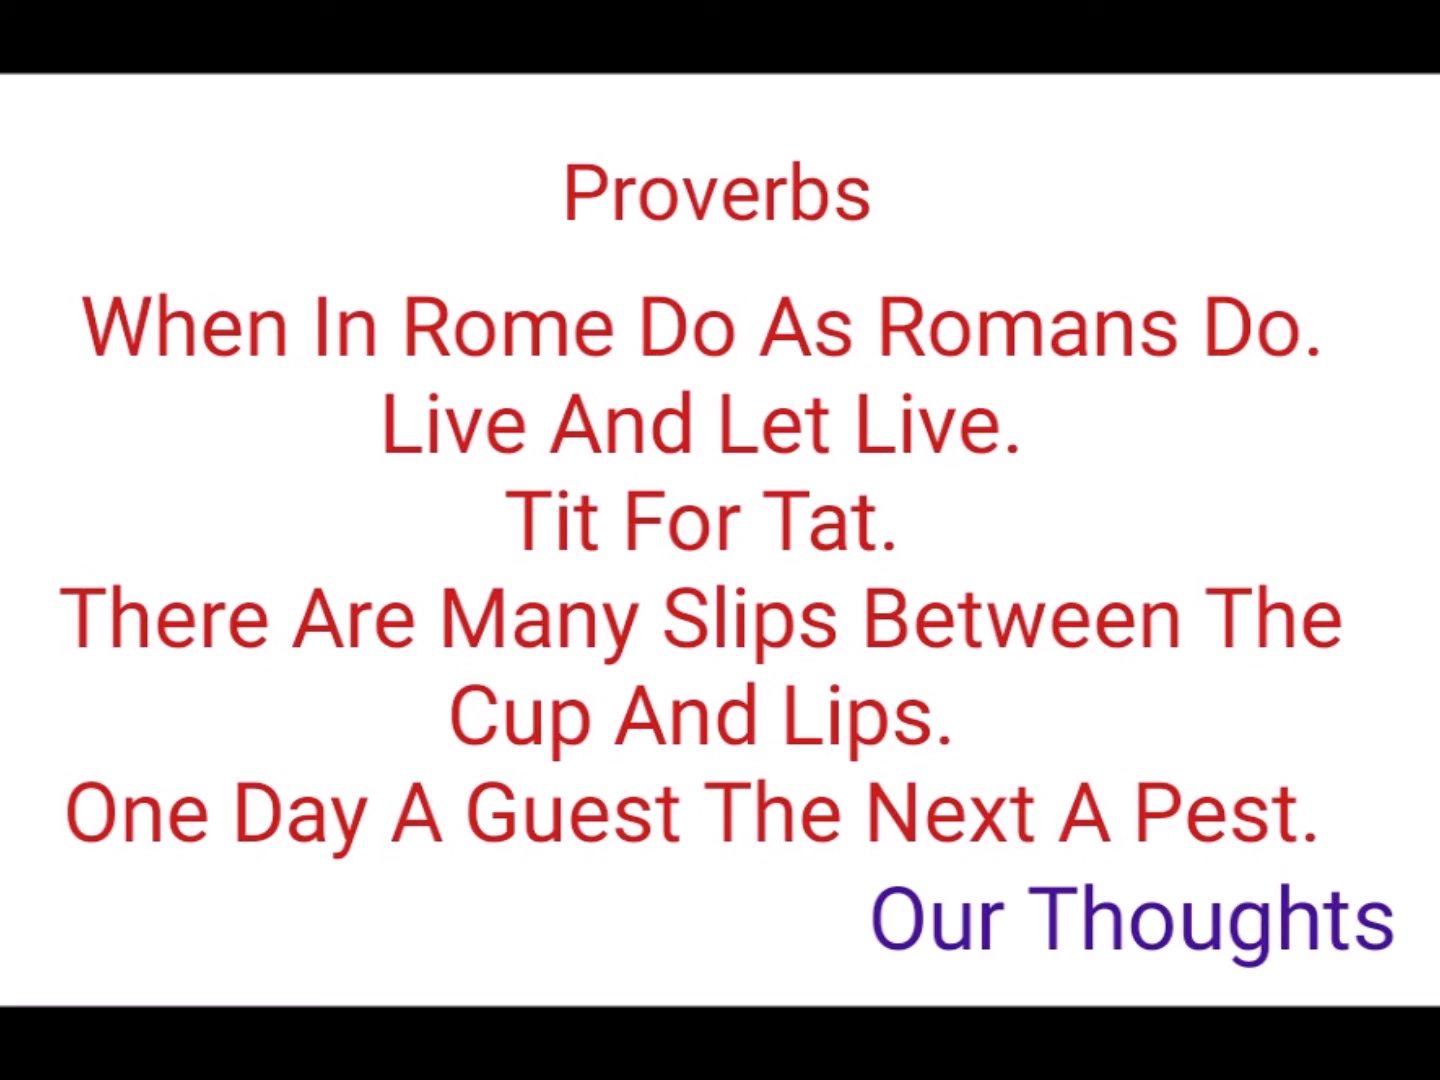 Proverbs
When In Rome Do As Romans Do.
Live And Let Live.
Tit For Tat.
There Are Many Slips Between The
Cup And Lips.
One Day A Guest The Next A Pest.
Our Thoughts